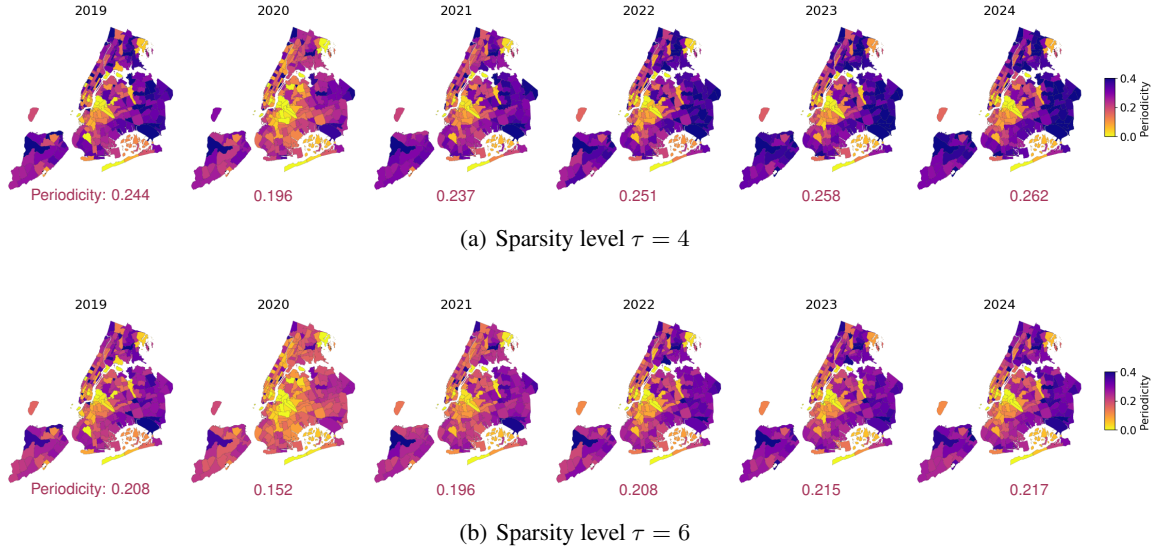 2019 2020 2021 2022 2023 2024
0.4
0.2
0.0
Periodicity
Periodicity: 0.244 0.196 0.237 0.251 0.258 0.262
(a) Sparsity level τ = 4
2019 2020 2021 2022 2023 2024
0.4
0.2
0.0
Periodicity
Periodicity: 0.208 0.152 0.196 0.208 0.215 0.217
(b) Sparsity level τ = 6